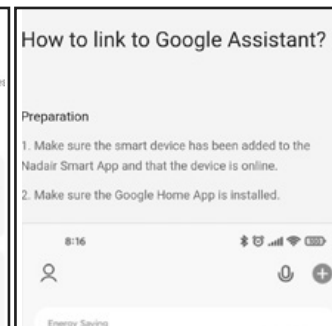 How to link to Google Assistant?
Preparation
1. Make sure the smart device has been added to the
Nadair Smart App and that the device is online.
2. Make sure the Google Home App is installed.
8:16
Energy Saving